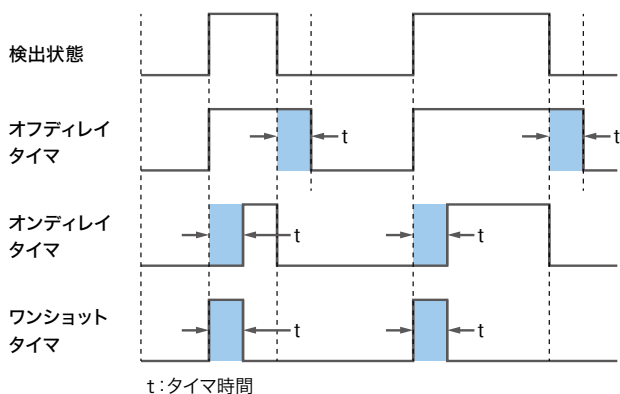 検出状態
オフディレイ
タイマ
t
t
オンディレイ
タイマ
t
t
ワンショット
タイマ
t
t
t：タイマ時間